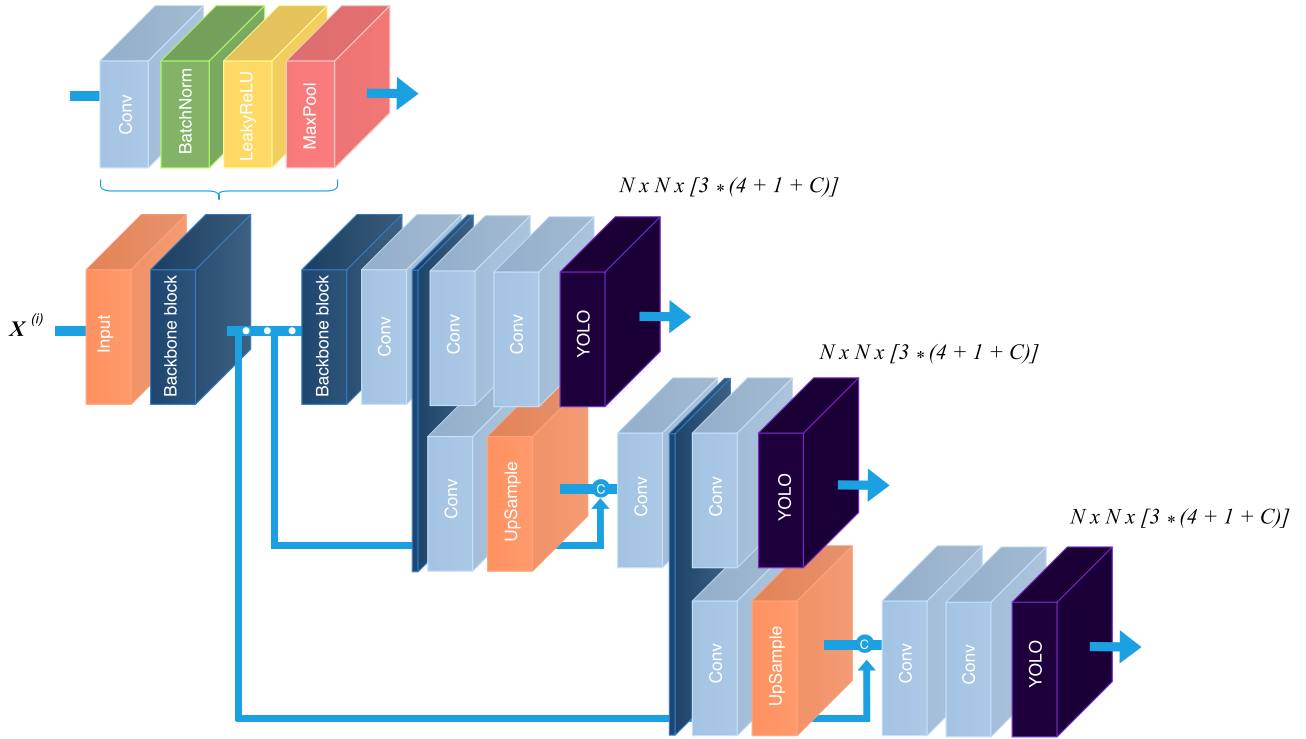 Conv
BatchNorm
LeakyReLU
MaxPool
N x N x [3 * (4 + 1 + C)]
X (i)
Input
Backbone block
Backbone block
Conv
Conv
Conv
YOLO
N x N x [3 * (4 + 1 + C)]
Conv
UpSample
C
Conv
Conv
YOLO
N x N x [3 * (4 + 1 + C)]
Conv
UpSample
C
Conv
Conv
YOLO